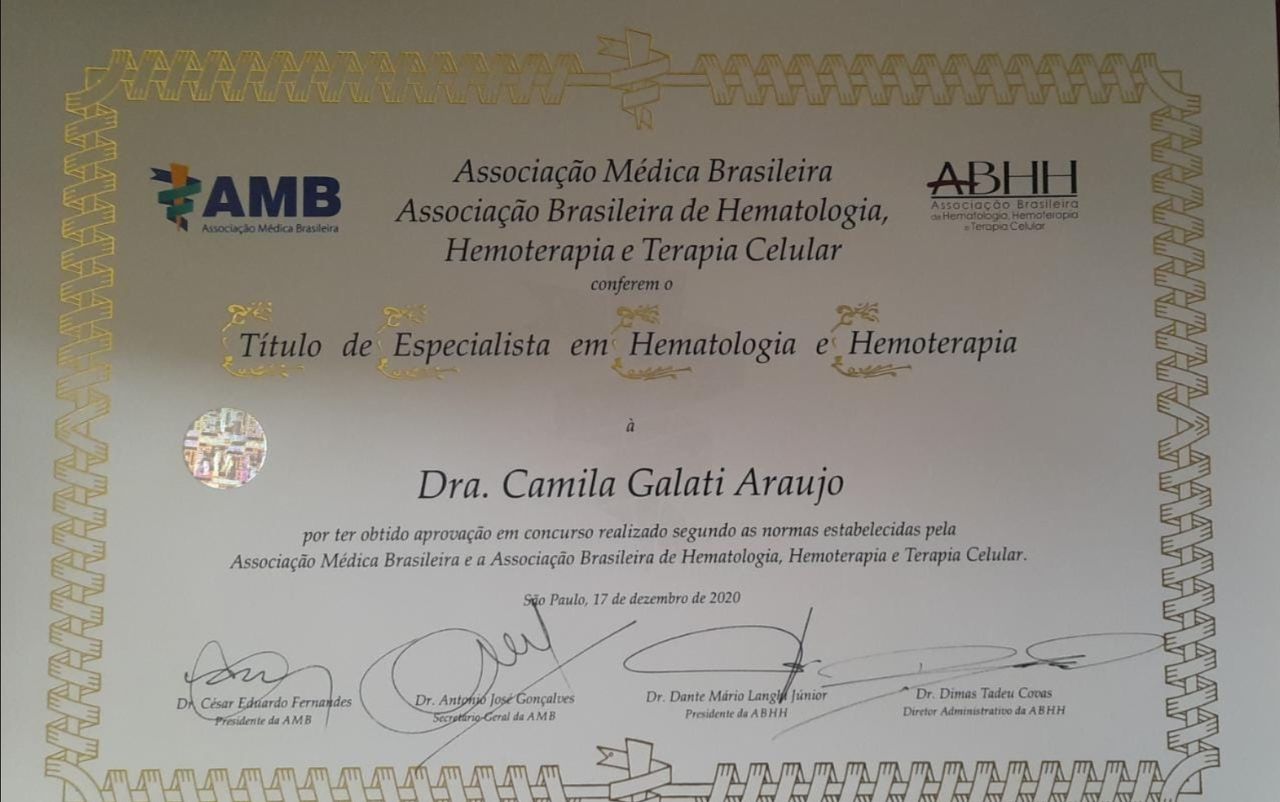 AMB
Associação Médica Brasileira
Associação Médica Brasileira
Associação Brasileira de Hematologia,
Hemoterapia e Terapia Celular
conferem o
ABHH
Associação Brasileira
de Hematologia, Hemoterapia
e Terapia Celular
Título de Especialista em Hematologia e Hemoterapia
à
Dra. Camila Galati Araujo
por ter obtido aprovação em concurso realizado segundo as normas estabelecidas pela
Associação Médica Brasileira e a Associação Brasileira de Hematologia, Hemoterapia e Terapia Celular.
São Paulo, 17 de dezembro de 2020
Dr. César Eduardo Fernandes
Presidente da AMB
Dr. Antonio José Gonçalves
Secretário-Geral da AMB
Dr. Dante Mário Langhi Júnior
Presidente da ABHH
Dr. Dimas Tadeu Covas
Diretor Administrativo da ABHH